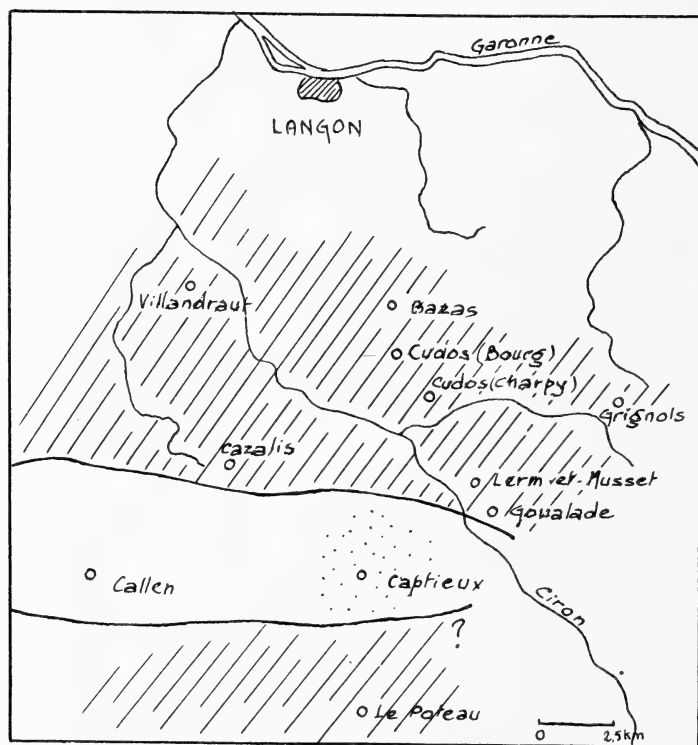 Garonne
LANGON
Villandraut
Bazas
Cudos (Bourg)
Cudos (Charpy)
Grignols
Cazalis
Lerm-et-Musset
Goualade
Callen
Captieux
Ciron
?
Le Poteau
0 2,5 km